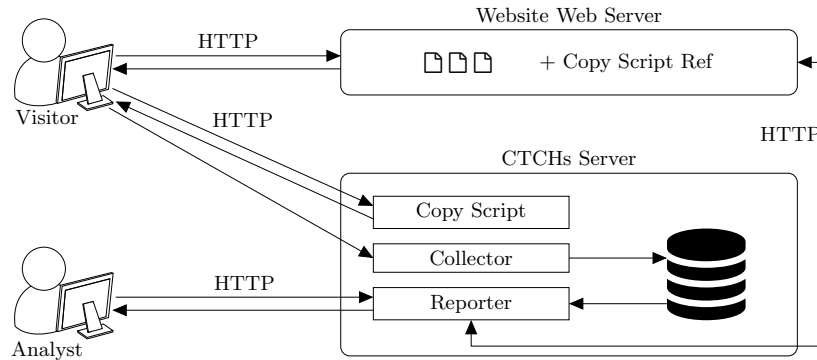 Website Web Server
HTTP
+ Copy Script Ref
Visitor
HTTP
HTTP
CTCHs Server
Copy Script
Collector
HTTP
Reporter
Analyst